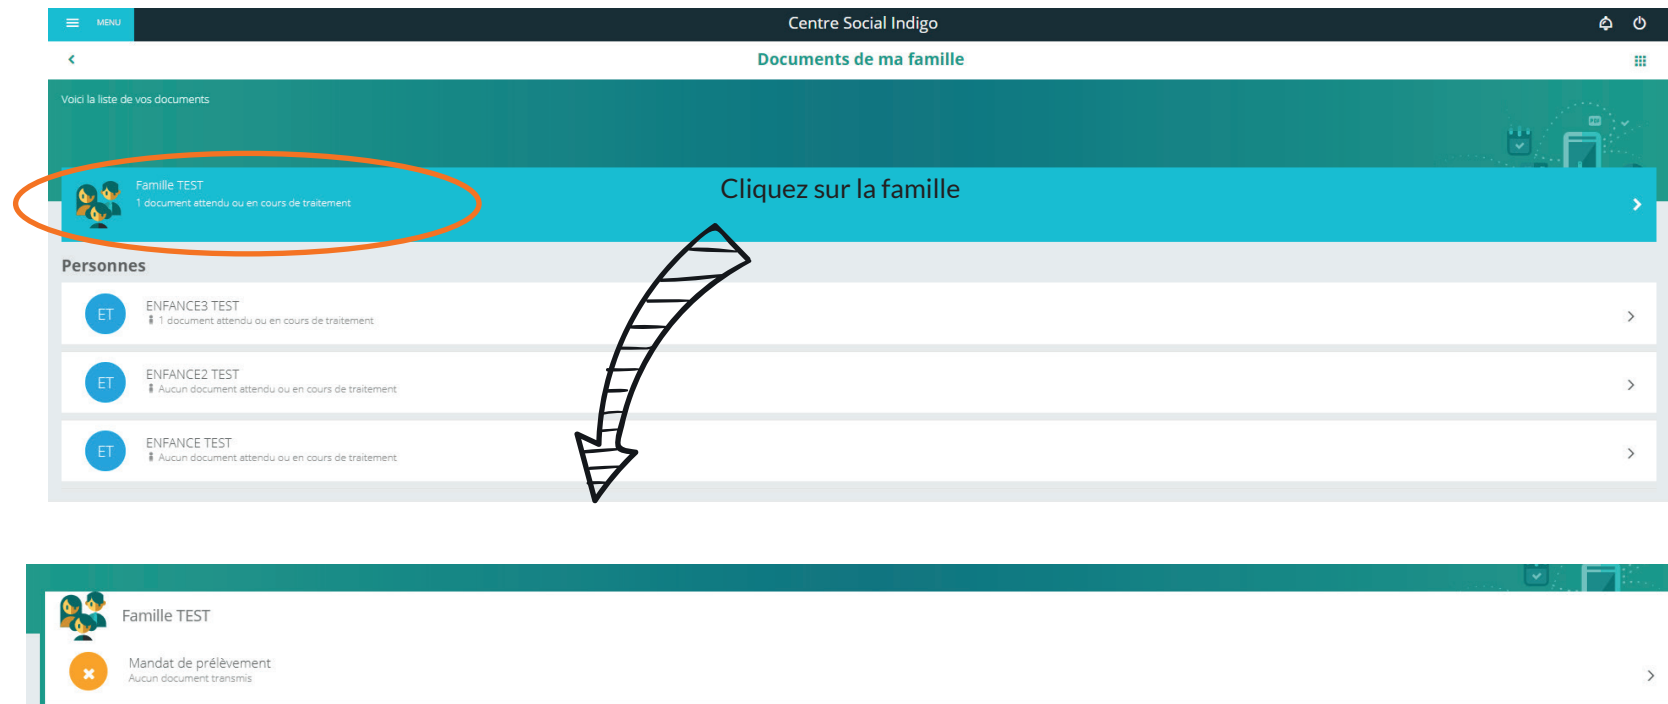 MENU
Centre Social Indigo
Documents de ma famille
Voici la liste de vos documents
Famille TEST
1 document attendu ou en cours de traitement
Cliquez sur la famille
Personnes
ET
ENFANCE3 TEST
1 document attendu ou en cours de traitement
ET
ENFANCE2 TEST
Aucun document attendu ou en cours de traitement
ET
ENFANCE TEST
Aucun document attendu ou en cours de traitement
Famille TEST
Mandat de prélèvement
Aucun document transmis